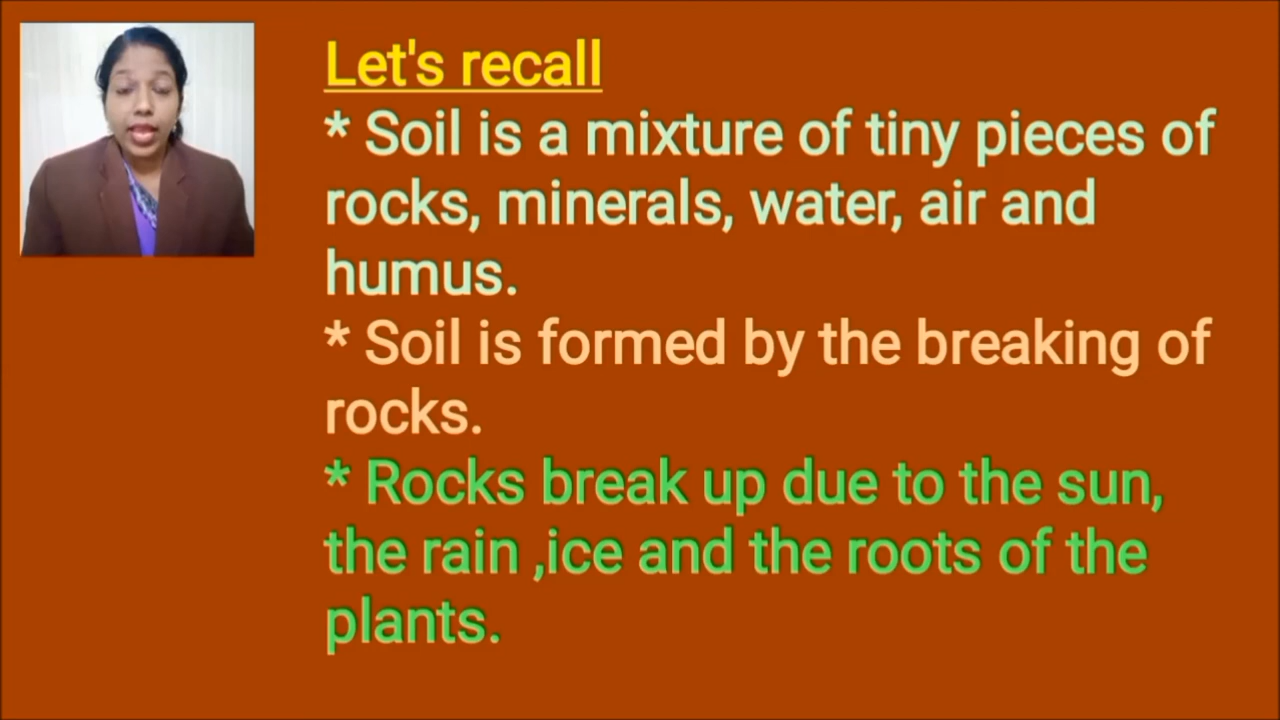 Let's recall
* Soil is a mixture of tiny pieces of
rocks, minerals, water, air and
humus.
* Soil is formed by the breaking of
rocks.
* Rocks break up due to the sun,
the rain ,ice and the roots of the
plants.